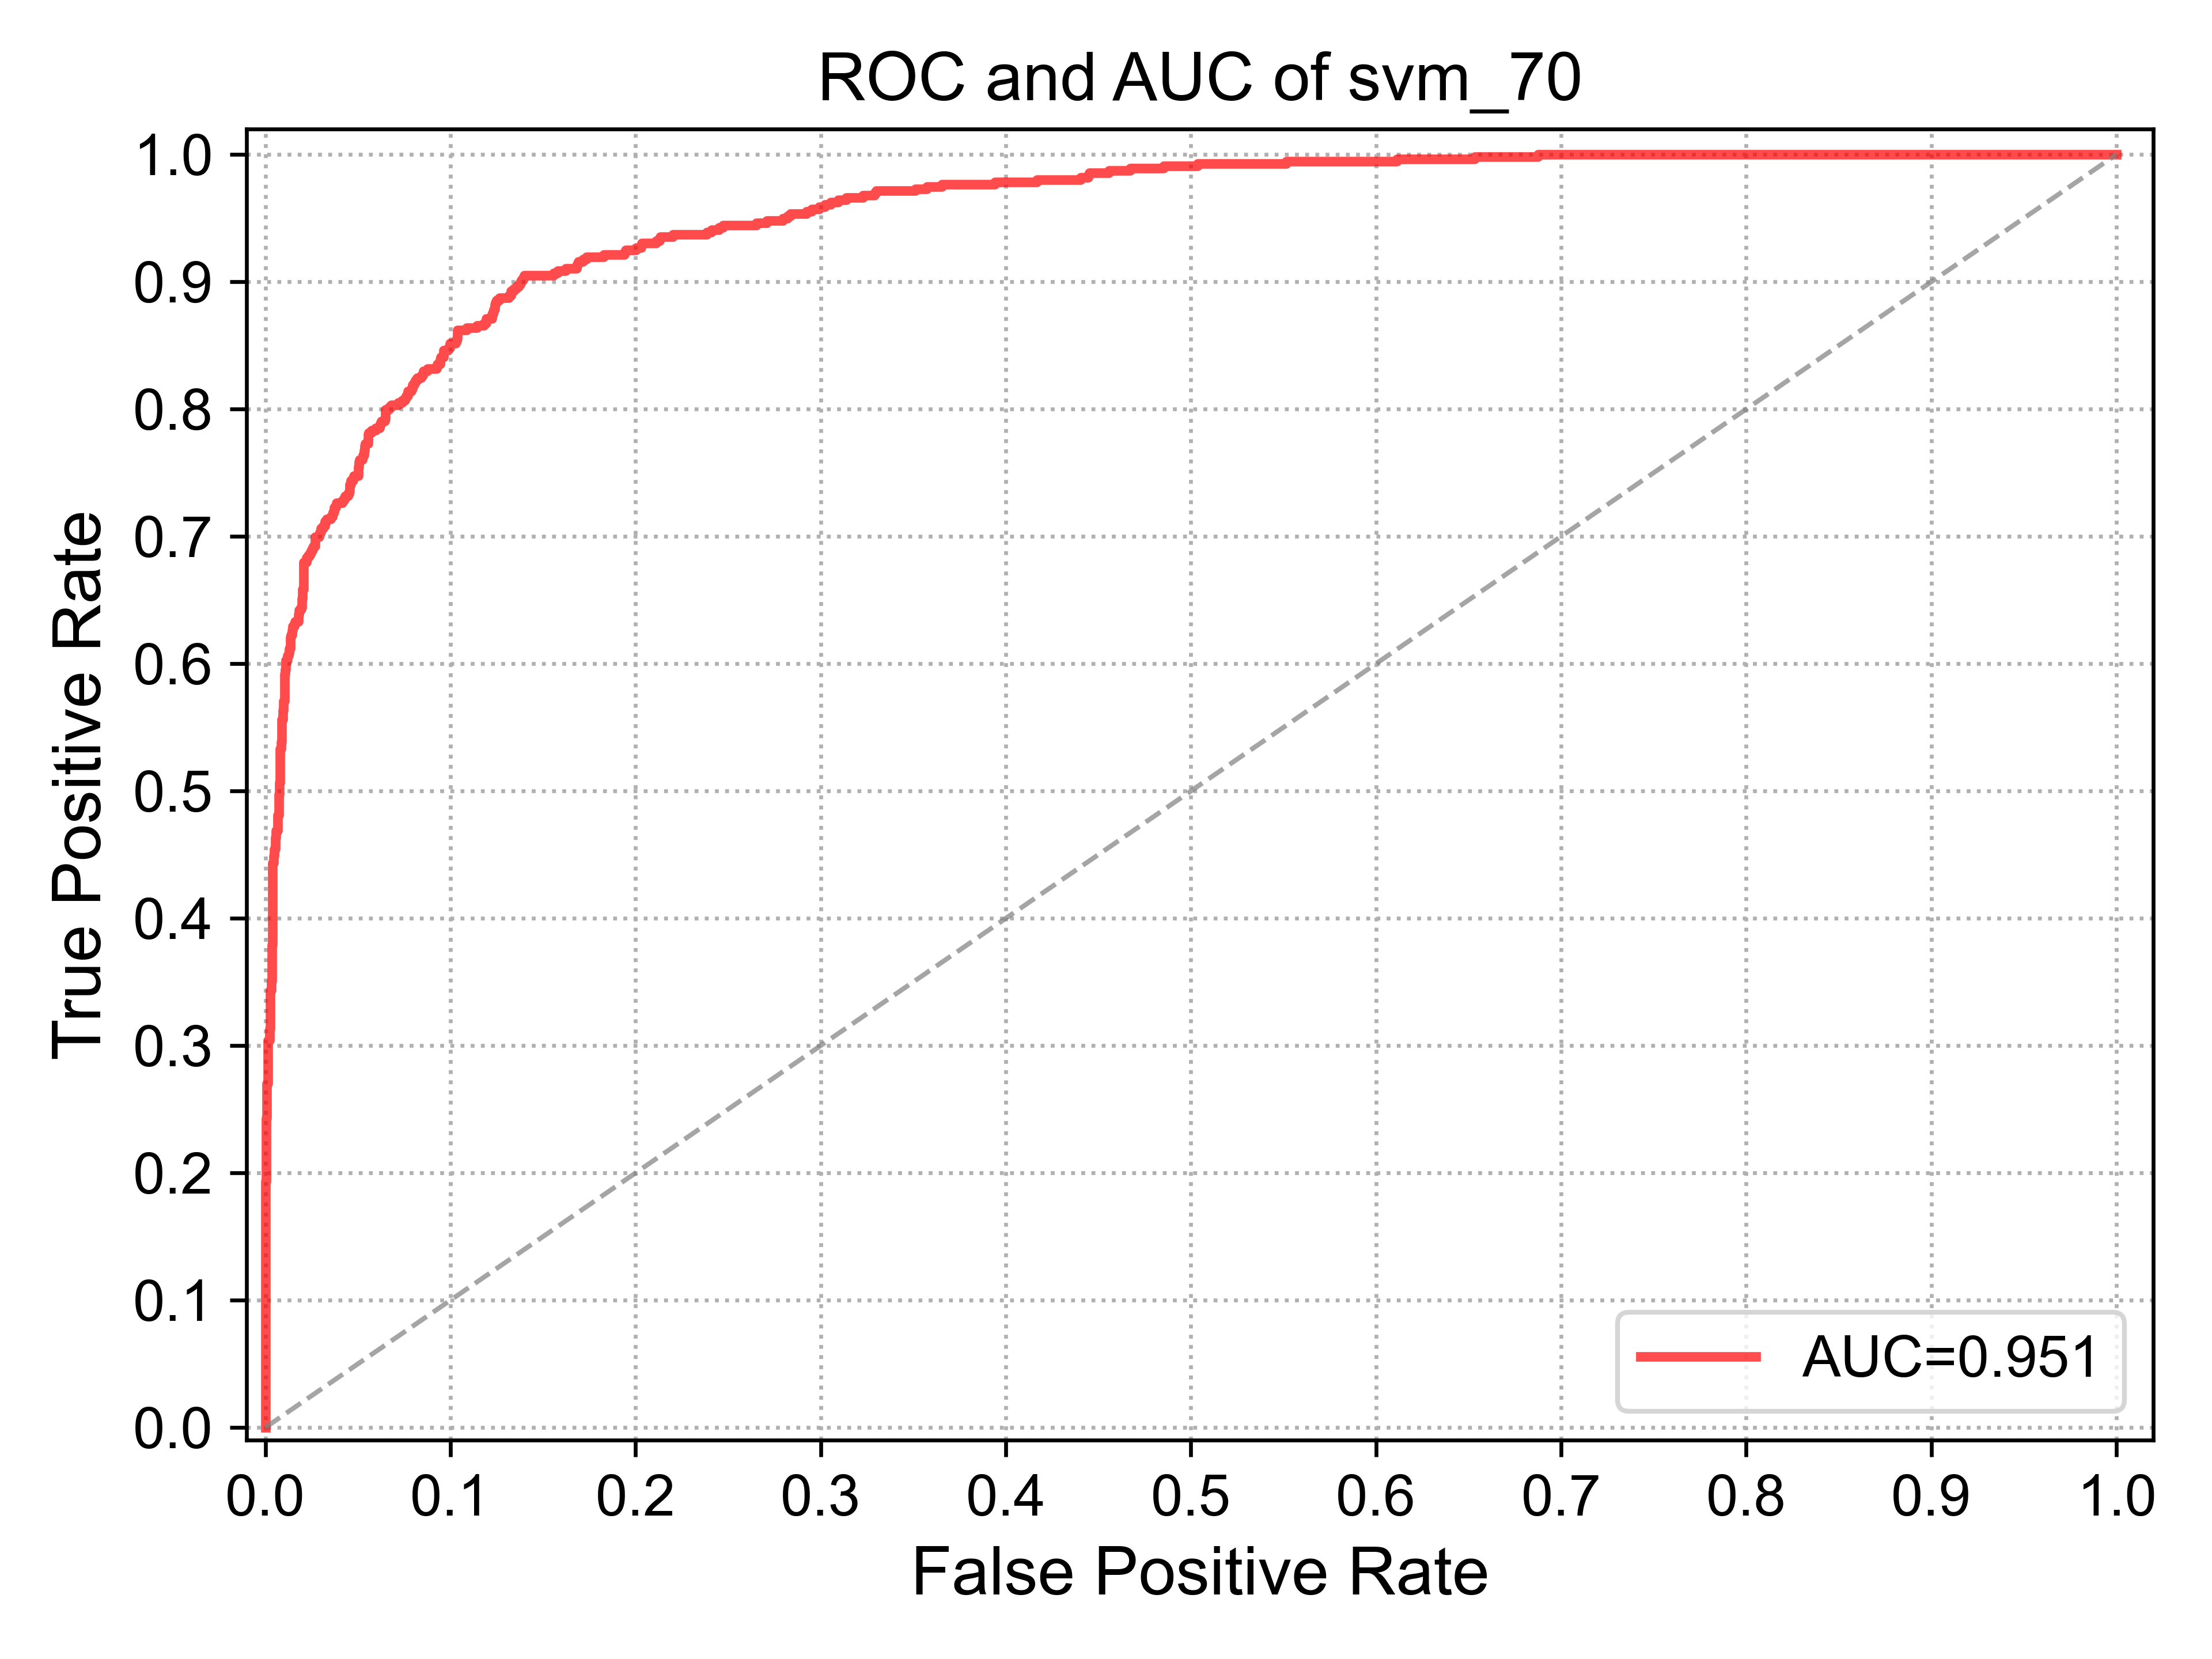 ROC and AUC of svm_70
True Positive Rate
1.0
0.9
0.8
0.7
0.6
0.5
0.4
0.3
0.2
0.1
0.0
AUC=0.951
0.0 0.1 0.2 0.3 0.4 0.5 0.6 0.7 0.8 0.9 1.0
False Positive Rate